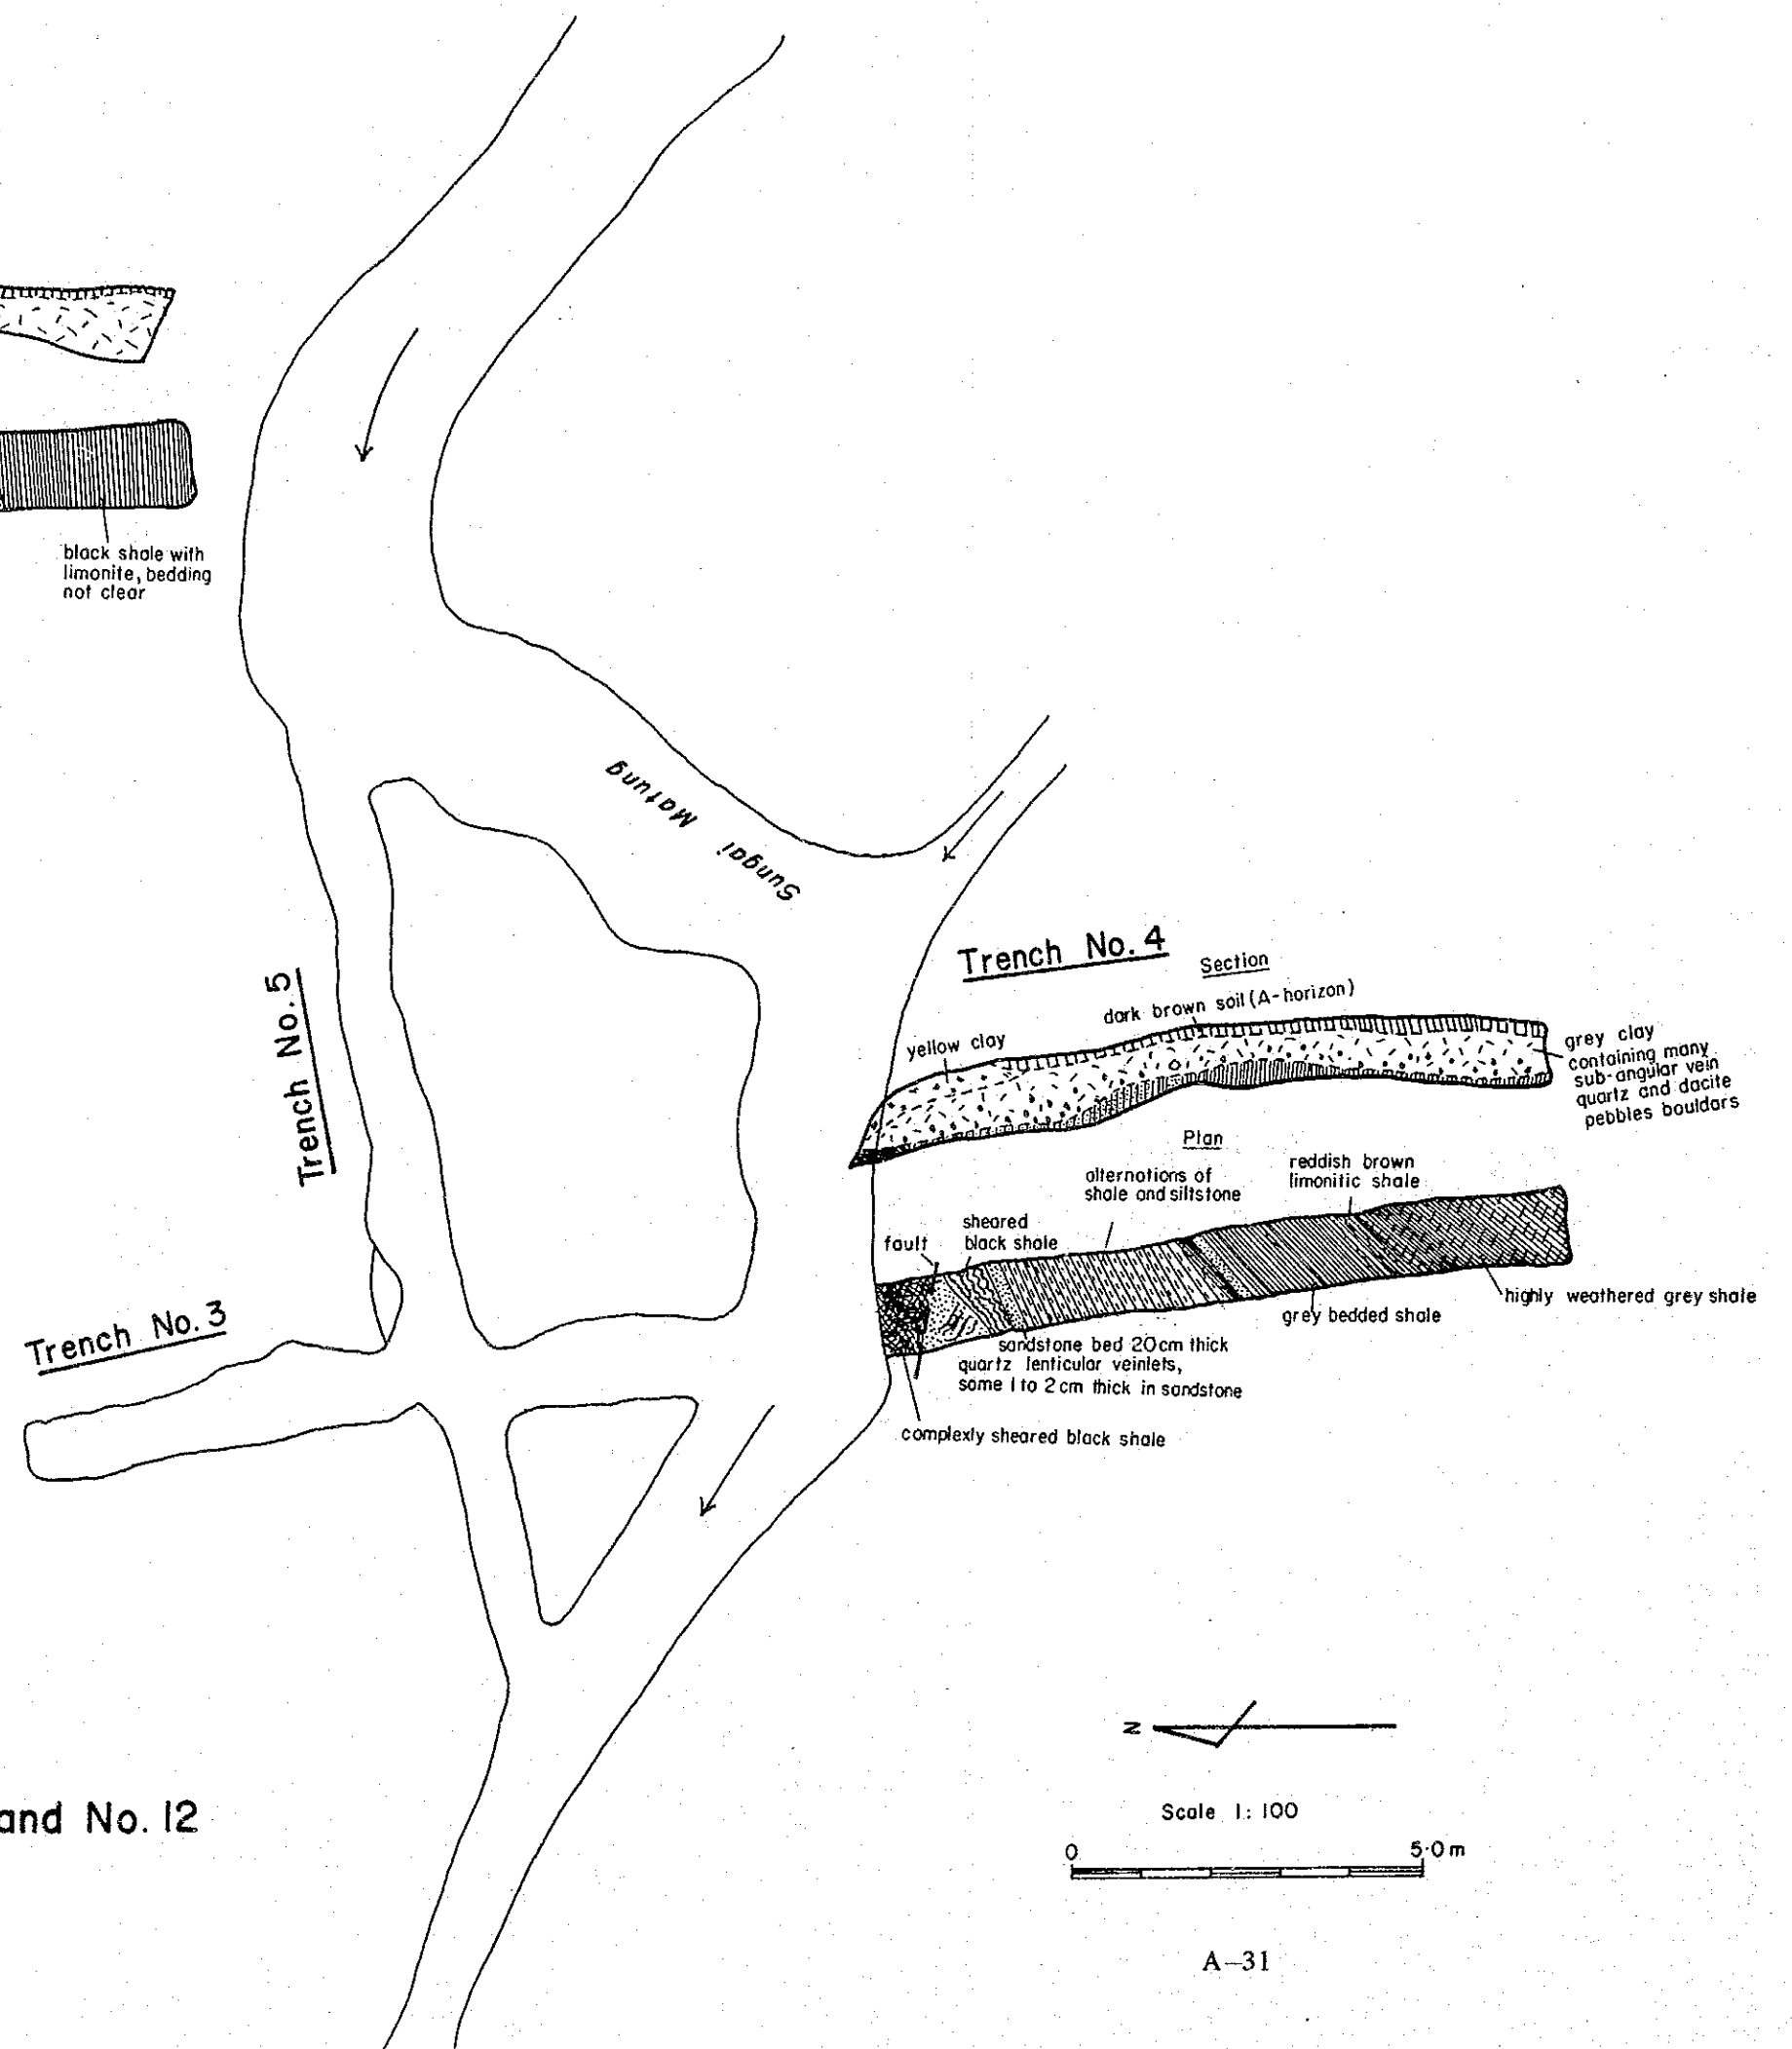 black shale with
limonite, bedding
not clear
Sungai Matung
Trench No. 5
Trench No. 4
Section
dark brown soil (A-horizon)
yellow clay
grey clay
containing many
sub-angular vein
quartz and dacite
pebbles bouldars
Plan
alternations of
shale and siltstone
reddish brown
limonitic shale
sheared
black shale
fault
highly weathered grey shale
grey bedded shale
sandstone bed 20cm thick
quartz lenticular veinlets,
some 1 to 2 cm thick in sandstone
complexly sheared black shale
Trench No. 3
N
Scale 1: 100
0 5·0 m
and No. 12
A-31